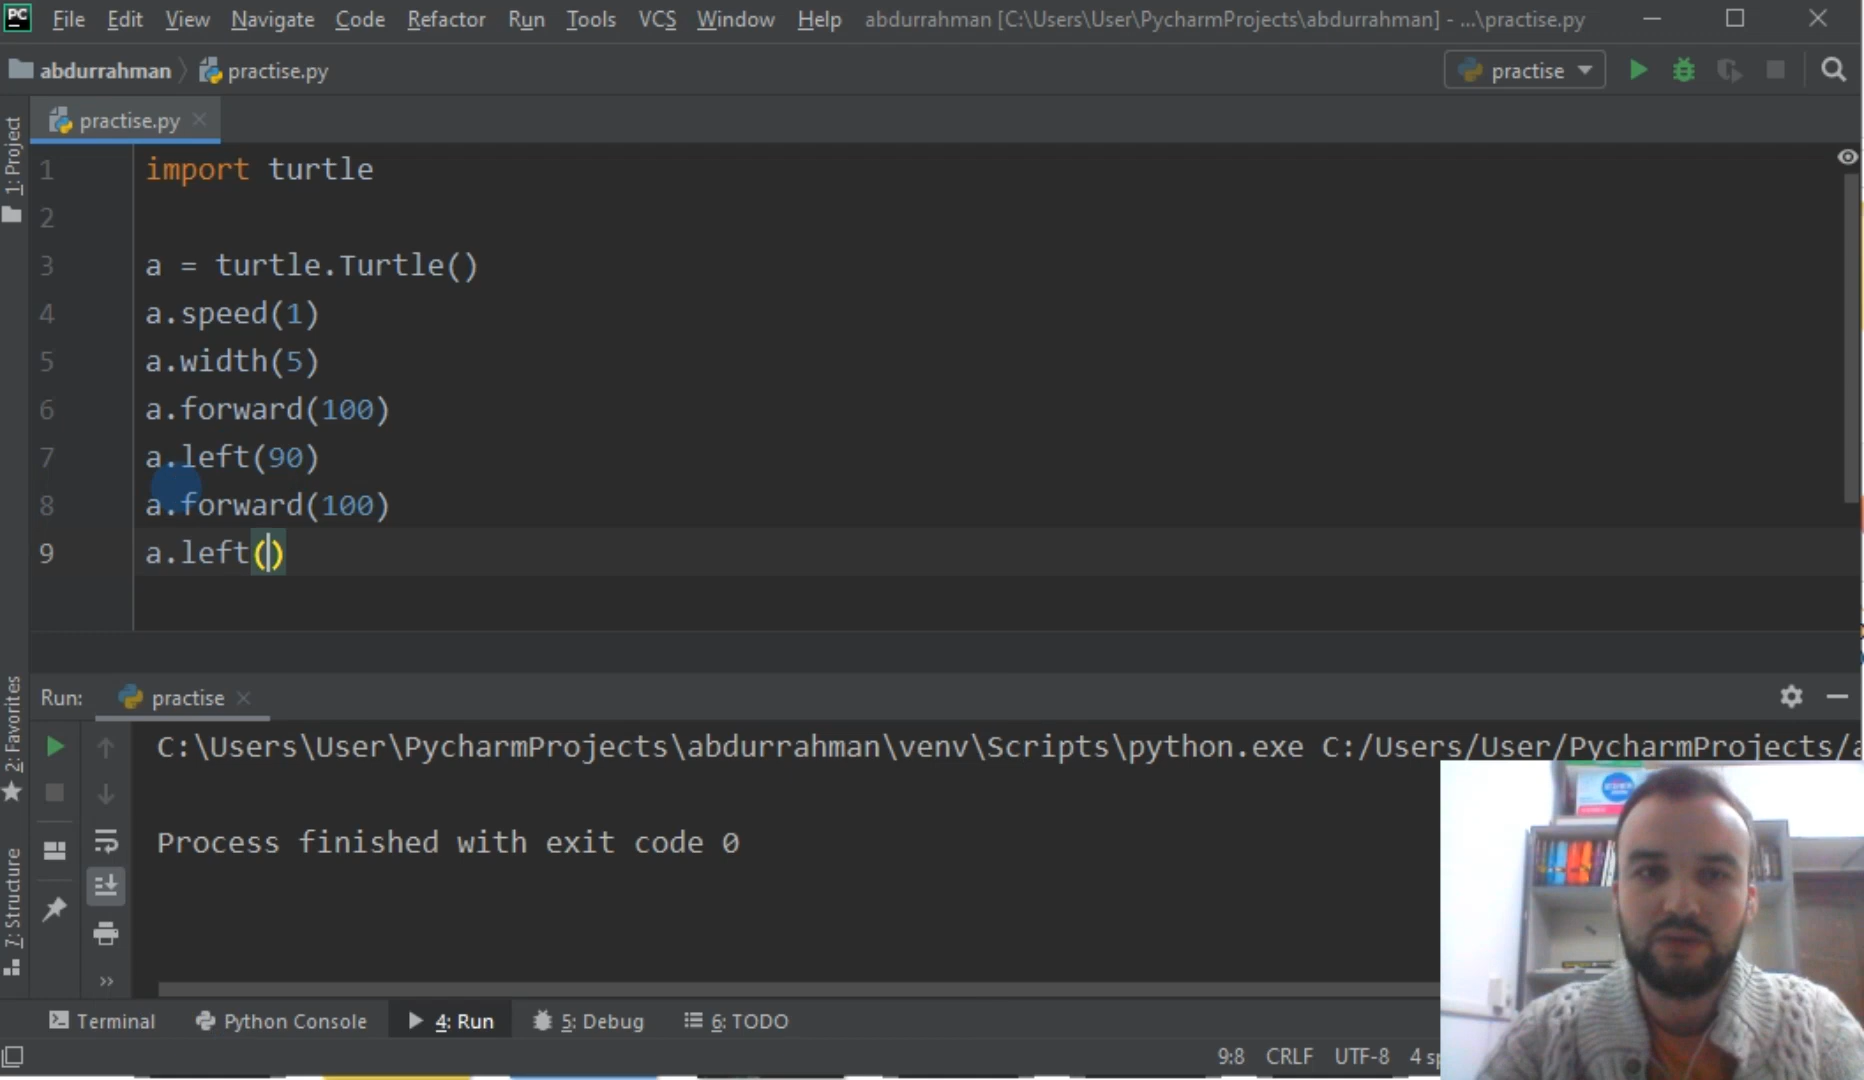 PC File Edit View Navigate Code Refactor Run Tools VCS Window Help abdurrahman [C:\Users\User\PycharmProjects\abdurrahman] - ...\practise.py
abdurrahman practise.py practise
practise.py
1: Project
1 import turtle
2
3 a = turtle.Turtle()
4 a.speed(1)
5 a.width(5)
6 a.forward(100)
7 a.left(90)
8 a.forward(100)
9 a.left()
2: Favorites
7: Structure
Run: practise
C:\Users\User\PycharmProjects\abdurrahman\venv\Scripts\python.exe C:/Users/User/PycharmProjects/a
Process finished with exit code 0
Terminal Python Console 4: Run 5: Debug 6: TODO
9:8 CRLF UTF-8 4 sp